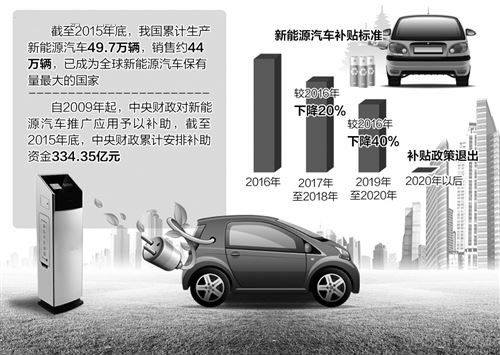 截至2015年底，我国累计生产
新能源汽车49.7万辆，销售约44
万辆，已成为全球新能源汽车保有
量最大的国家
自2009年起，中央财政对新能
源汽车推广应用予以补助，截至
2015年底，中央财政累计安排补助
资金334.35亿元
新能源汽车补贴标准
较2016年
下降20%
较2016年
下降40%
补贴政策退出
2016年
2017年
至2018年
2019年
至2020年
2020年以后